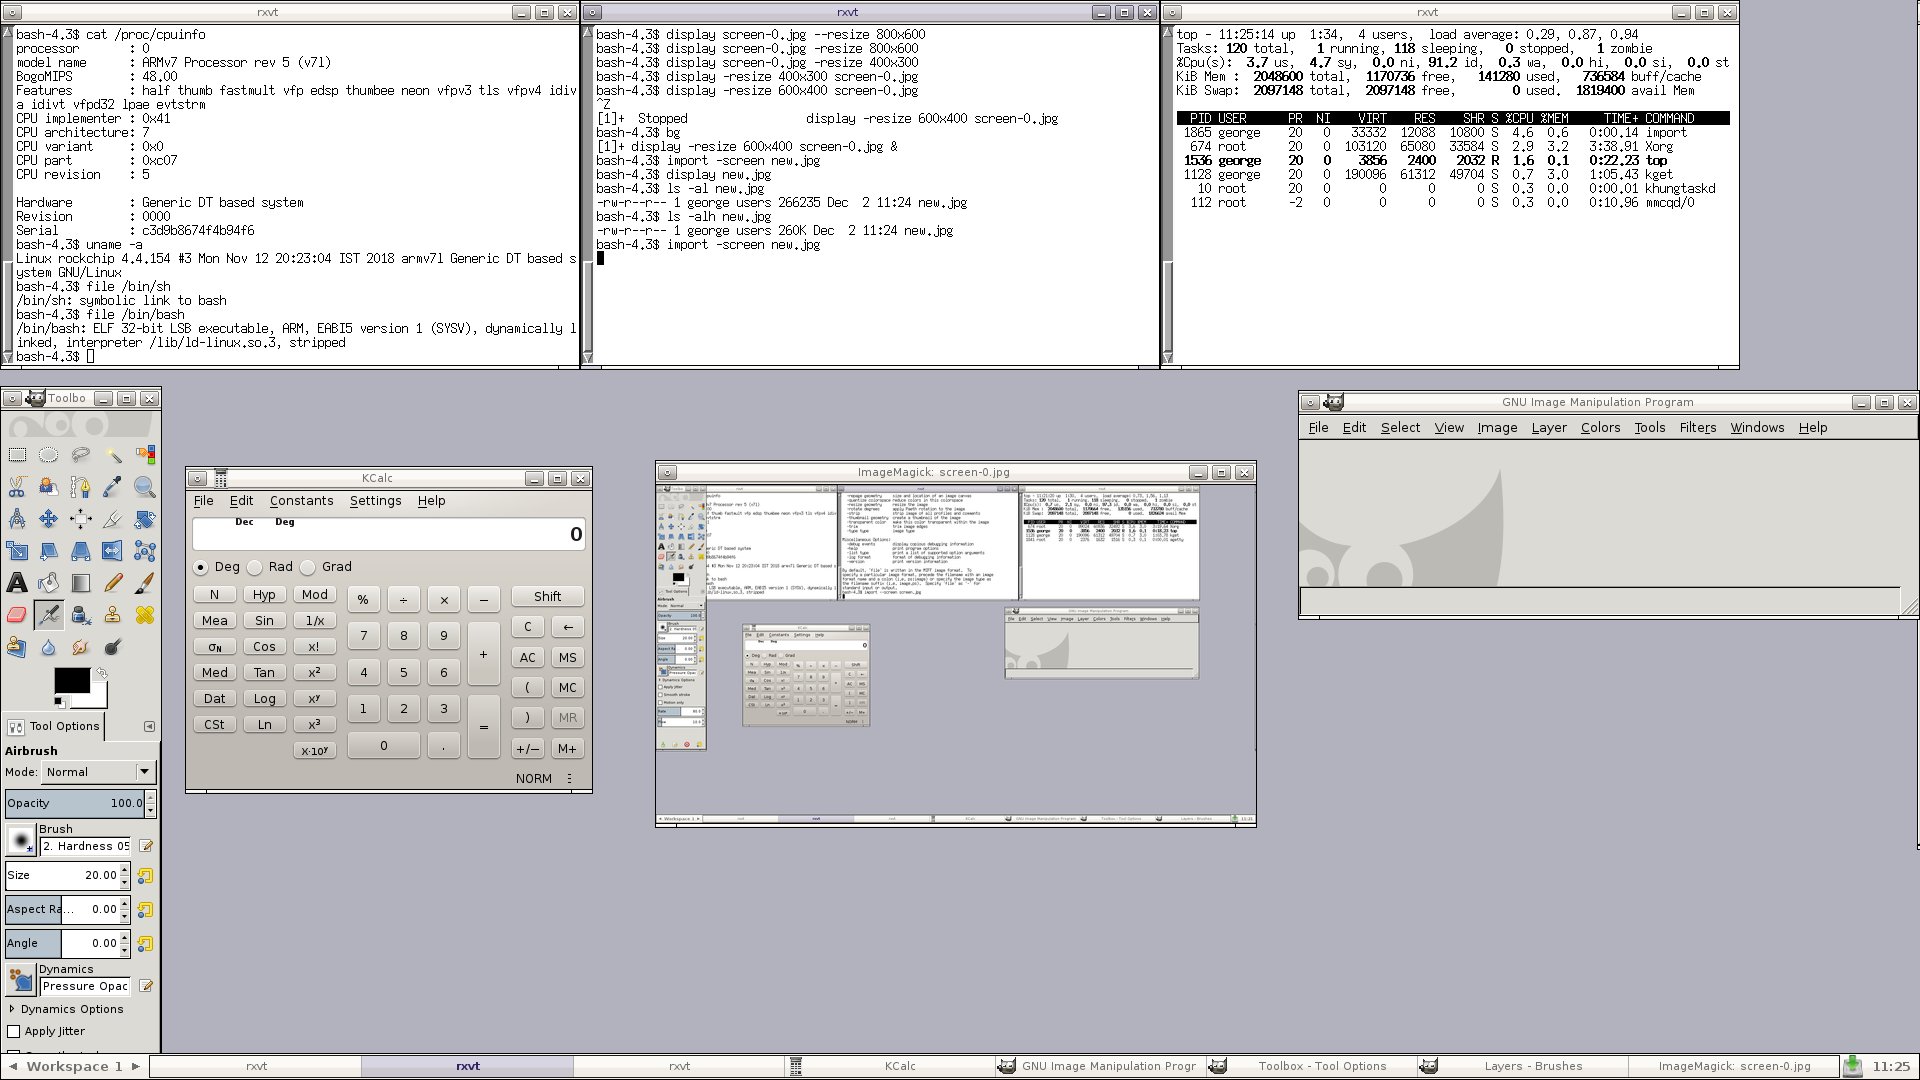 rxvt
bash-4.3$ cat /proc/cpuinfo
processor : 0
model name : ARMv7 Processor rev 5 (v7l)
BogoMIPS : 48.00
Features : half thumb fastmult vfp edsp thumbee neon vfpv3 tls vfpv4 idiv
a idivt vfpd32 lpae evtstrm
CPU implementer : 0x41
CPU architecture: 7
CPU variant : 0x0
CPU part : 0xc07
CPU revision : 5
Hardware : Generic DT based system
Revision : 0000
Serial : c3d9b8674f4b94f6
bash-4.3$ uname -a
Linux rockchip 4.4.154 #3 Mon Nov 12 20:23:04 IST 2018 armv7l Generic DT based s
ystem GNU/Linux
bash-4.3$ file /bin/sh
/bin/sh: symbolic link to bash
bash-4.3$ file /bin/bash
/bin/bash: ELF 32-bit LSB executable, ARM, EABI5 version 1 (SYSV), dynamically l
inked, interpreter /lib/ld-linux.so.3, stripped
bash-4.3$
rxvt
bash-4.3$ display screen-0.jpg --resize 800x600
bash-4.3$ display screen-0.jpg -resize 800x600
bash-4.3$ display screen-0.jpg -resize 400x300
bash-4.3$ display -resize 400x300 screen-0.jpg
bash-4.3$ display -resize 600x400 screen-0.jpg
^Z
[1]+ Stopped display -resize 600x400 screen-0.jpg
bash-4.3$ bg
[1]+ display -resize 600x400 screen-0.jpg &
bash-4.3$ import -screen new.jpg
bash-4.3$ display new.jpg
bash-4.3$ ls -al new.jpg
-rw-r--r-- 1 george users 266235 Dec 2 11:24 new.jpg
bash-4.3$ ls -alh new.jpg
-rw-r--r-- 1 george users 260K Dec 2 11:24 new.jpg
bash-4.3$ import -screen new.jpg
rxvt
top - 11:25:14 up 1:34, 4 users, load average: 0.29, 0.87, 0.94
Tasks: 120 total, 1 running, 118 sleeping, 0 stopped, 1 zombie
%Cpu(s): 3.7 us, 4.7 sy, 0.0 ni, 91.2 id, 0.3 wa, 0.0 hi, 0.0 si, 0.0 st
KiB Mem : 2048600 total, 1170736 free, 141280 used, 736584 buff/cache
KiB Swap: 2097148 total, 2097148 free, 0 used. 1819400 avail Mem
PID USER PR NI VIRT RES SHR S %CPU %MEM TIME+ COMMAND
1865 george 20 0 33332 12088 10800 S 4.6 0.6 0:00.14 import
674 root 20 0 103120 65080 33584 S 2.9 3.2 3:38.91 Xorg
1536 george 20 0 3856 2400 2032 R 1.6 0.1 0:22.23 top
1128 george 20 0 190096 61312 49704 S 0.7 3.0 1:05.43 kget
10 root 20 0 0 0 0 S 0.3 0.0 0:00.01 khungtaskd
112 root -2 0 0 0 0 S 0.3 0.0 0:10.96 mmcqd/0
Toolbo
Tool Options
Airbrush
Mode: Normal
Opacity 100.0
Brush
2. Hardness 05
Size 20.00
Aspect Ra... 0.00
Angle 0.00
Dynamics
Pressure Opac
Dynamics Options
Apply Jitter
KCalc
File Edit Constants Settings Help
Dec Deg
0
Deg Rad Grad
N Hyp Mod % ÷ × − Shift
Mea Sin 1/x 7 8 9 + C ←
σN Cos x! AC MS
Med Tan x² 4 5 6 ( MC
Dat Log xʸ 1 2 3 = ) MR
CSt Ln x³ 0 . +/− M+
x·10ʸ
NORM
ImageMagick: screen-0.jpg
GNU Image Manipulation Program
File Edit Select View Image Layer Colors Tools Filters Windows Help
Workspace 1 rxvt rxvt rxvt KCalc GNU Image Manipulation Progr Toolbox - Tool Options Layers - Brushes ImageMagick: screen-0.jpg 11:25